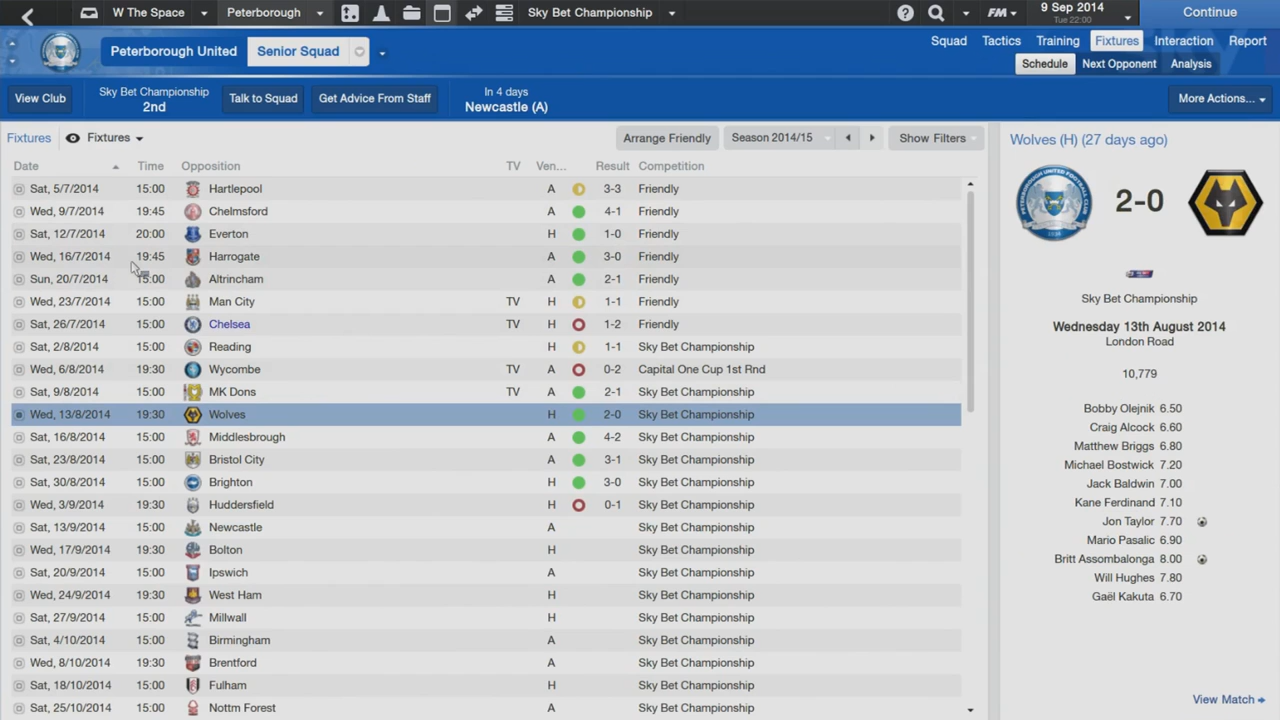 W The Space Peterborough Sky Bet Championship FM 9 Sep 2014 Continue
Tue 22:00
Peterborough United Senior Squad Squad Tactics Training Fixtures Interaction Report
Schedule Next Opponent Analysis
View Club Sky Bet Championship 2nd Talk to Squad Get Advice From Staff In 4 days Newcastle (A) More Actions...
Fixtures Fixtures Arrange Friendly Season 2014/15 Show Filters
Date Time Opposition TV Ven... Result Competition
Sat, 5/7/2014 15:00 Hartlepool A 3-3 Friendly
Wed, 9/7/2014 19:45 Chelmsford A 4-1 Friendly
Sat, 12/7/2014 20:00 Everton H 1-0 Friendly
Wed, 16/7/2014 19:45 Harrogate A 3-0 Friendly
Sun, 20/7/2014 15:00 Altrincham A 2-1 Friendly
Wed, 23/7/2014 15:00 Man City TV H 1-1 Friendly
Sat, 26/7/2014 15:00 Chelsea TV H 1-2 Friendly
Sat, 2/8/2014 15:00 Reading H 1-1 Sky Bet Championship
Wed, 6/8/2014 19:30 Wycombe TV A 0-2 Capital One Cup 1st Rnd
Sat, 9/8/2014 15:00 MK Dons TV A 2-1 Sky Bet Championship
Wed, 13/8/2014 19:30 Wolves H 2-0 Sky Bet Championship
Sat, 16/8/2014 15:00 Middlesbrough A 4-2 Sky Bet Championship
Sat, 23/8/2014 15:00 Bristol City A 3-1 Sky Bet Championship
Sat, 30/8/2014 15:00 Brighton H 3-0 Sky Bet Championship
Wed, 3/9/2014 19:30 Huddersfield H 0-1 Sky Bet Championship
Sat, 13/9/2014 15:00 Newcastle A Sky Bet Championship
Wed, 17/9/2014 19:30 Bolton H Sky Bet Championship
Sat, 20/9/2014 15:00 Ipswich A Sky Bet Championship
Wed, 24/9/2014 19:30 West Ham H Sky Bet Championship
Sat, 27/9/2014 15:00 Millwall H Sky Bet Championship
Sat, 4/10/2014 15:00 Birmingham A Sky Bet Championship
Wed, 8/10/2014 19:30 Brentford A Sky Bet Championship
Sat, 18/10/2014 15:00 Fulham H Sky Bet Championship
Sat, 25/10/2014 15:00 Nottm Forest A Sky Bet Championship
Wolves (H) (27 days ago)
2-0
Sky Bet Championship
Wednesday 13th August 2014
London Road
10,779
Bobby Olejnik 6.50
Craig Alcock 6.60
Matthew Briggs 6.80
Michael Bostwick 7.20
Jack Baldwin 7.00
Kane Ferdinand 7.10
Jon Taylor 7.70
Mario Pasalic 6.90
Britt Assombalonga 8.00
Will Hughes 7.80
Gaël Kakuta 6.70
View Match